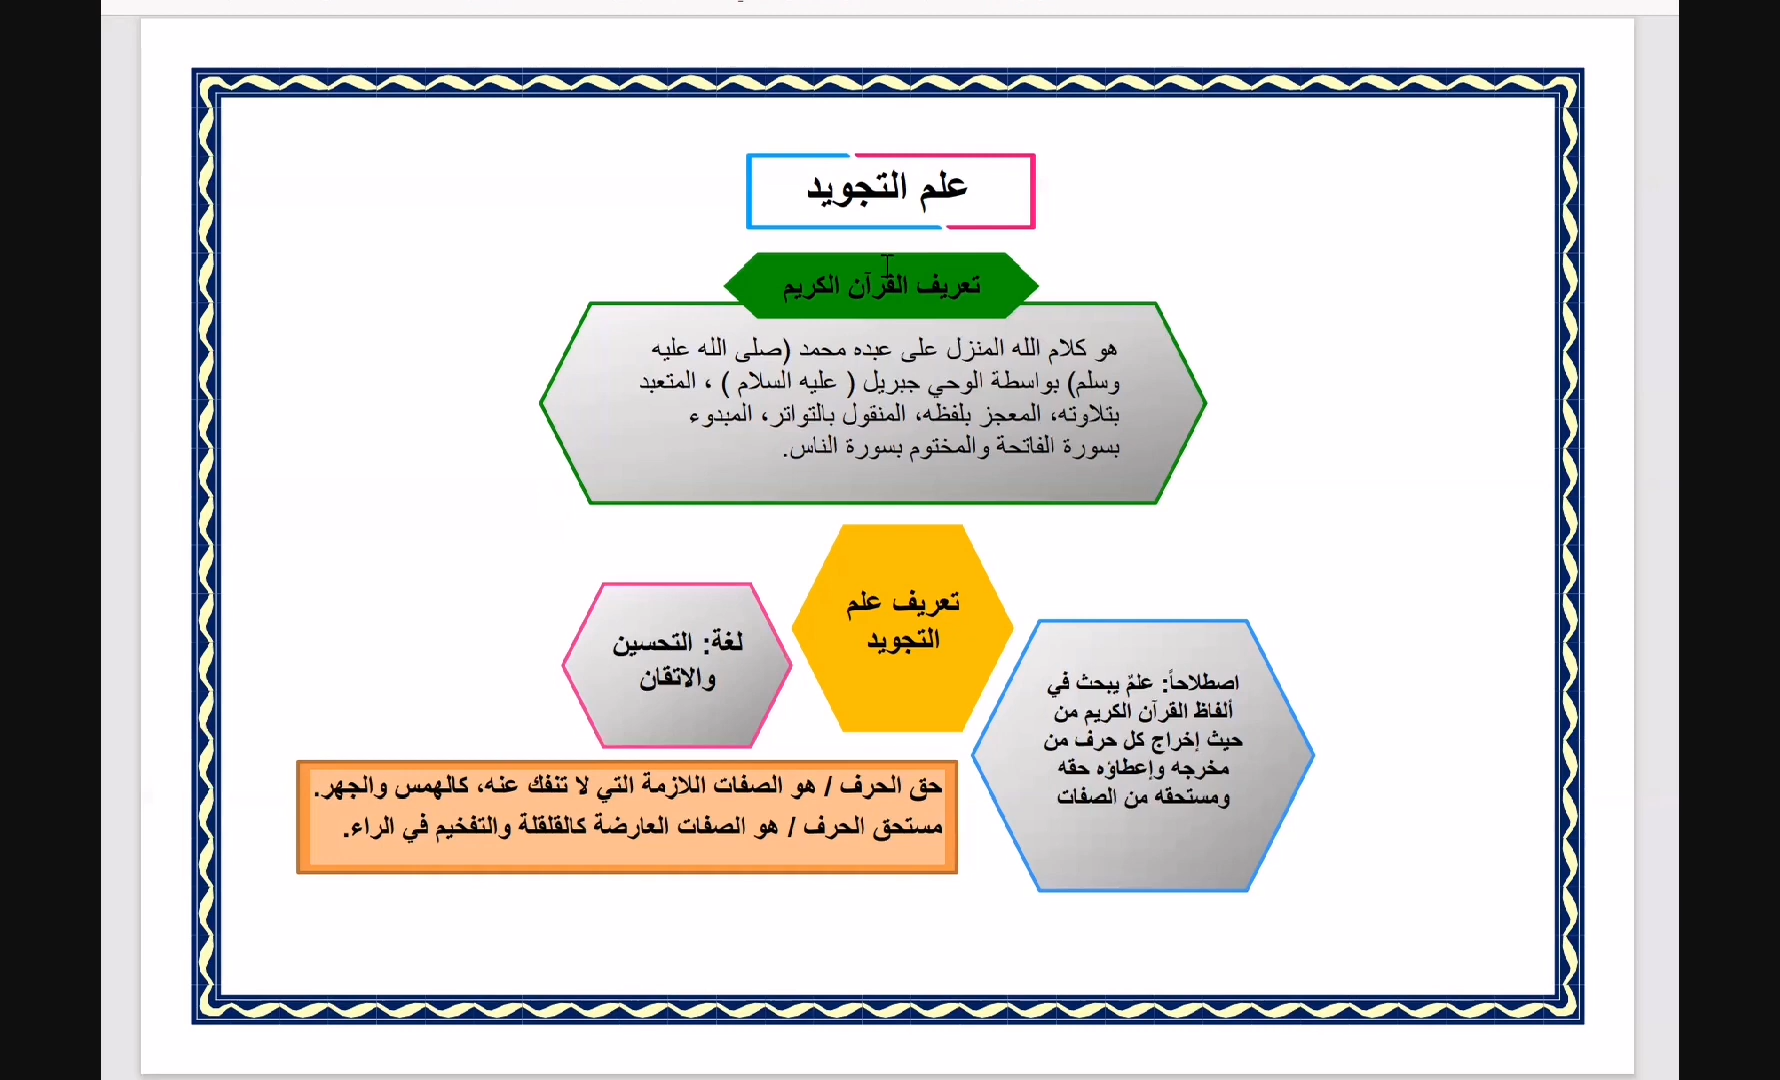 علم التجويد
تعريف القرآن الكريم
هو كلام الله المنزل على عبده محمد (صلى الله عليه
وسلم) بواسطة الوحي جبريل ( عليه السلام ) ، المتعبد
بتلاوته، المعجز بلفظه، المنقول بالتواتر، المبدوء
بسورة الفاتحة والمختوم بسورة الناس.
تعريف علم
التجويد
لغة: التحسين
والاتقان
اصطلاحاً: علمٌ يبحث في
ألفاظ القرآن الكريم من
حيث إخراج كل حرف من
مخرجه وإعطاؤه حقه
ومستحقه من الصفات
حق الحرف / هو الصفات اللازمة التي لا تنفك عنه، كالهمس والجهر.
مستحق الحرف / هو الصفات العارضة كالقلقلة والتفخيم في الراء.